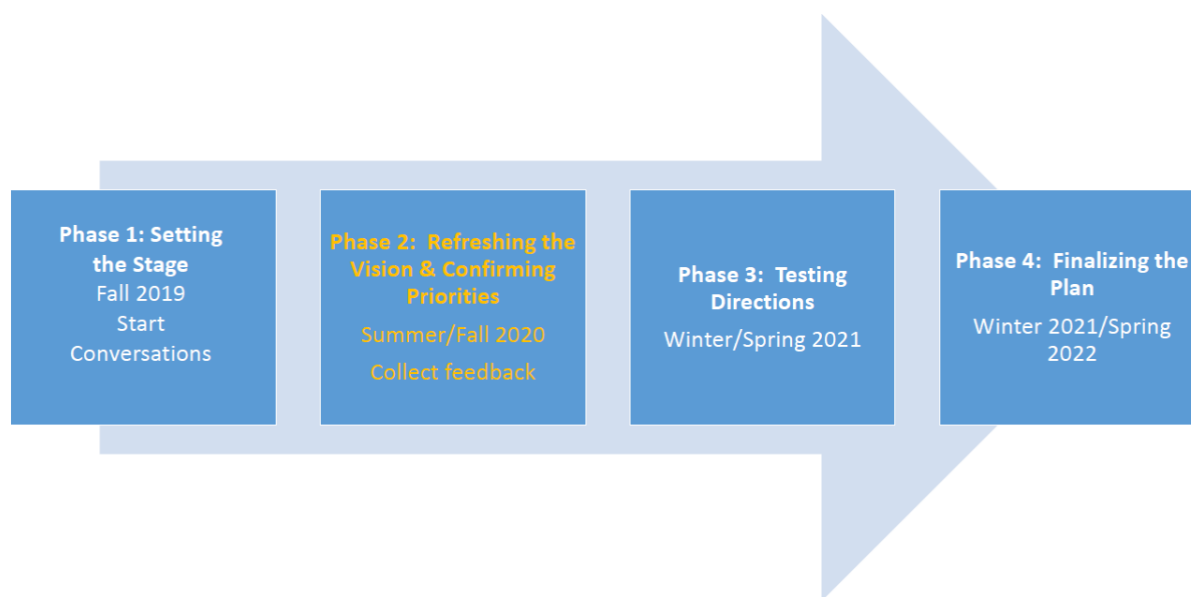 Phase 1: Setting
the Stage
Fall 2019
Start
Conversations
Phase 2:  Refreshing the
Vision & Confirming
Priorities
Summer/Fall 2020
Collect feedback
Phase 3:  Testing
Directions
Winter/Spring 2021
Phase 4:  Finalizing the
Plan
Winter 2021/Spring
2022